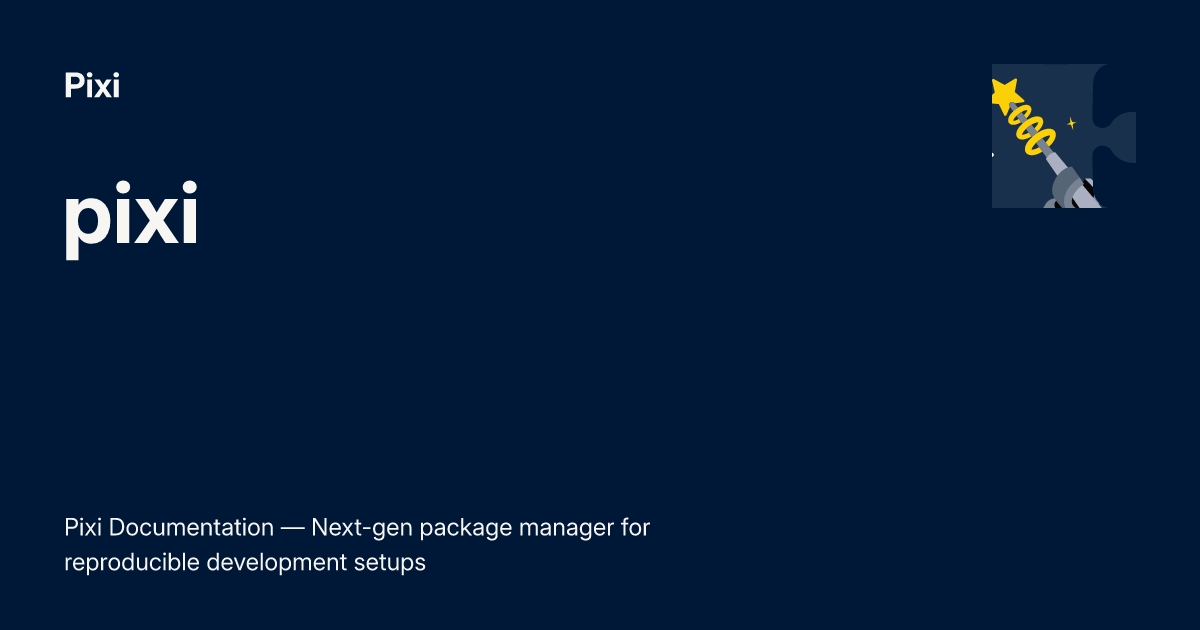 Pixi
pixi
Pixi Documentation — Next-gen package manager for
reproducible development setups